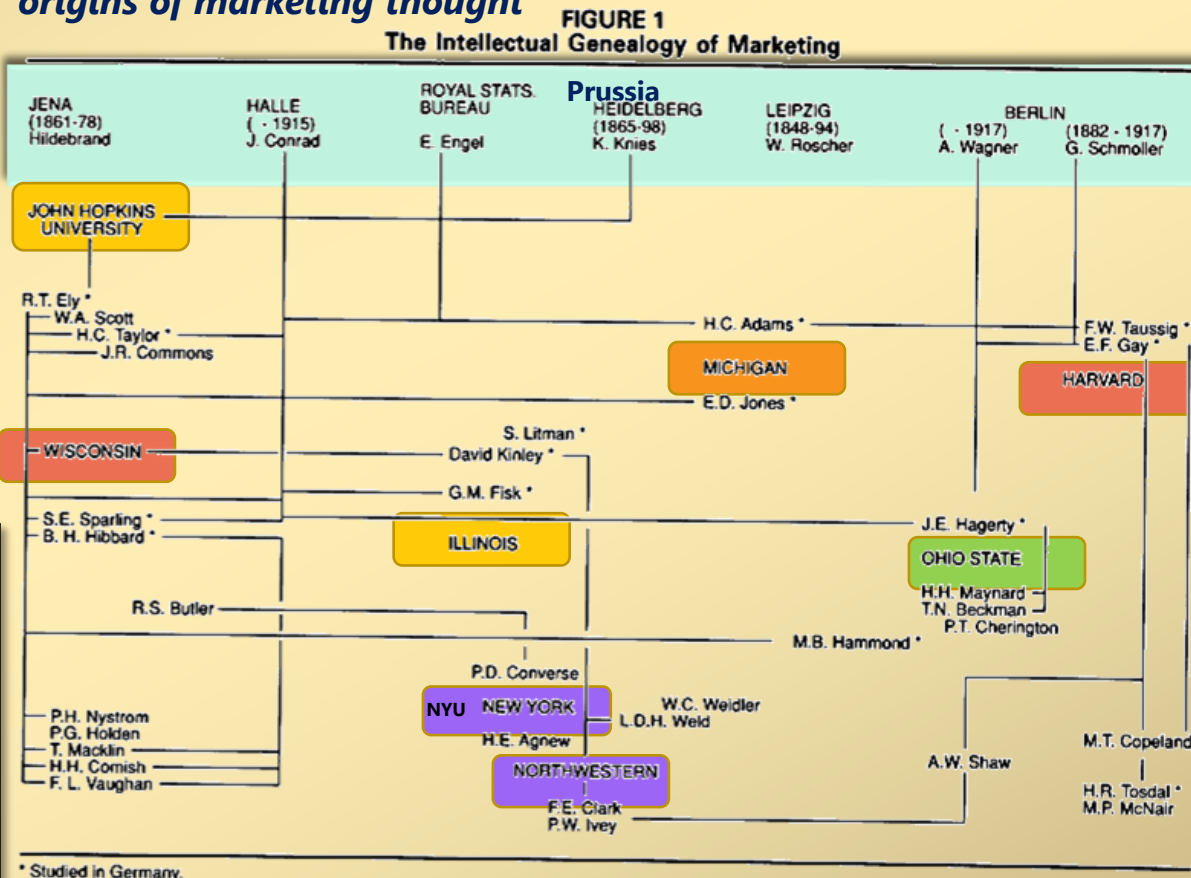 origins of marketing thought
FIGURE 1
The Intellectual Genealogy of Marketing
Prussia
JENA
(1861-78)
Hildebrand
HALLE
( - 1915)
J. Conrad
ROYAL STATS.
BUREAU
E. Engel
HEIDELBERG
(1865-98)
K. Knies
LEIPZIG
(1848-94)
W. Roscher
BERLIN
( - 1917)
A. Wagner
(1882 - 1917)
G. Schmoller
JOHN HOPKINS
UNIVERSITY
R.T. Ely *
W.A. Scott
H.C. Taylor *
J.R. Commons
H.C. Adams *
F.W. Taussig *
E.F. Gay *
MICHIGAN
HARVARD
E.D. Jones *
S. Litman *
WISCONSIN
David Kinley *
G.M. Fisk *
S.E. Sparling *
B. H. Hibbard *
ILLINOIS
J.E. Hagerty *
OHIO STATE
H.H. Maynard
T.N. Beckman
P.T. Cherington
R.S. Butler
M.B. Hammond *
P.D. Converse
NYU NEW YORK
W.C. Weidler
L.D.H. Weld
H.E. Agnew
P.H. Nystrom
P.G. Holden
T. Macklin
H.H. Comish
F. L. Vaughan
NORTHWESTERN
F.E. Clark
P.W. Ivey
A.W. Shaw
M.T. Copeland
H.R. Tosdal *
M.P. McNair
* Studied in Germany.